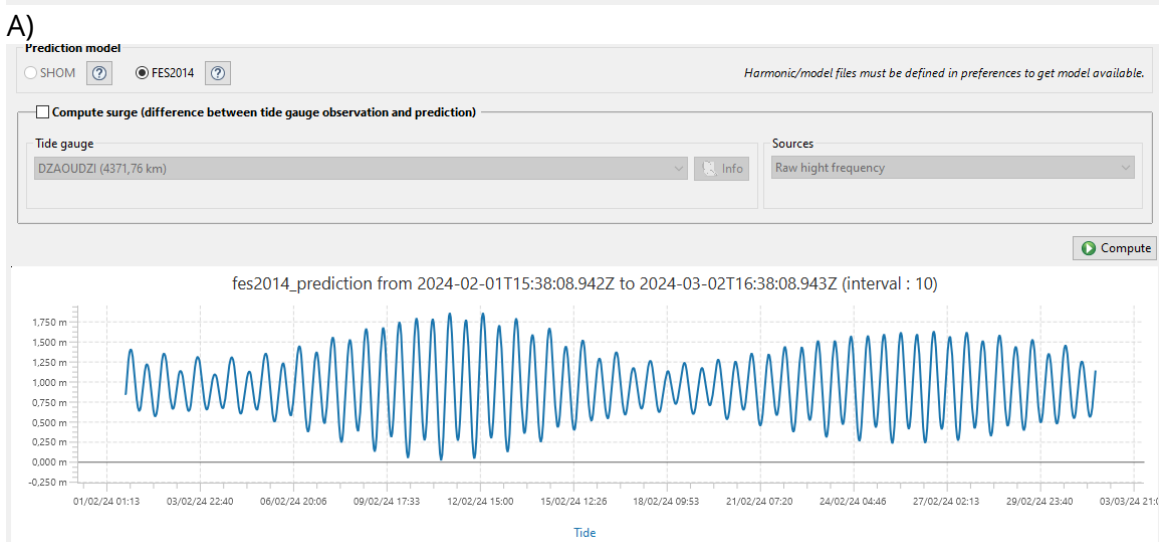 A)
Prediction model
SHOM FES2014 Harmonic/model files must be defined in preferences to get model available.
Compute surge (difference between tide gauge observation and prediction)
Tide gauge Sources
DZAOUDZI (4371,76 km) Info Raw hight frequency
Compute
fes2014_prediction from 2024-02-01T15:38:08.942Z to 2024-03-02T16:38:08.943Z (interval : 10)
1,750 m
1,500 m
1,250 m
1,000 m
0,750 m
0,500 m
0,250 m
0,000 m
-0,250 m
01/02/24 01:13 03/02/24 22:40 06/02/24 20:06 09/02/24 17:33 12/02/24 15:00 15/02/24 12:26 18/02/24 09:53 21/02/24 07:20 24/02/24 04:46 27/02/24 02:13 29/02/24 23:40 03/03/24 21:0
Tide